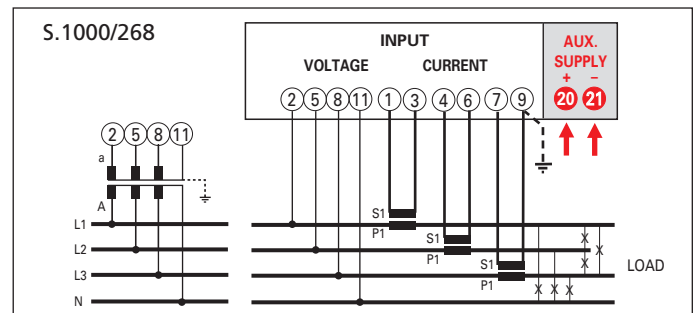 S.1000/268
INPUT
AUX.
SUPPLY
+ −
20 21
VOLTAGE CURRENT
2 5 8 11 1 3 4 6 7 9
2 5 8 11
a
A
S1
P1
L1
S1
P1
L2
S1
P1
L3
LOAD
X
X
X
X X X
N